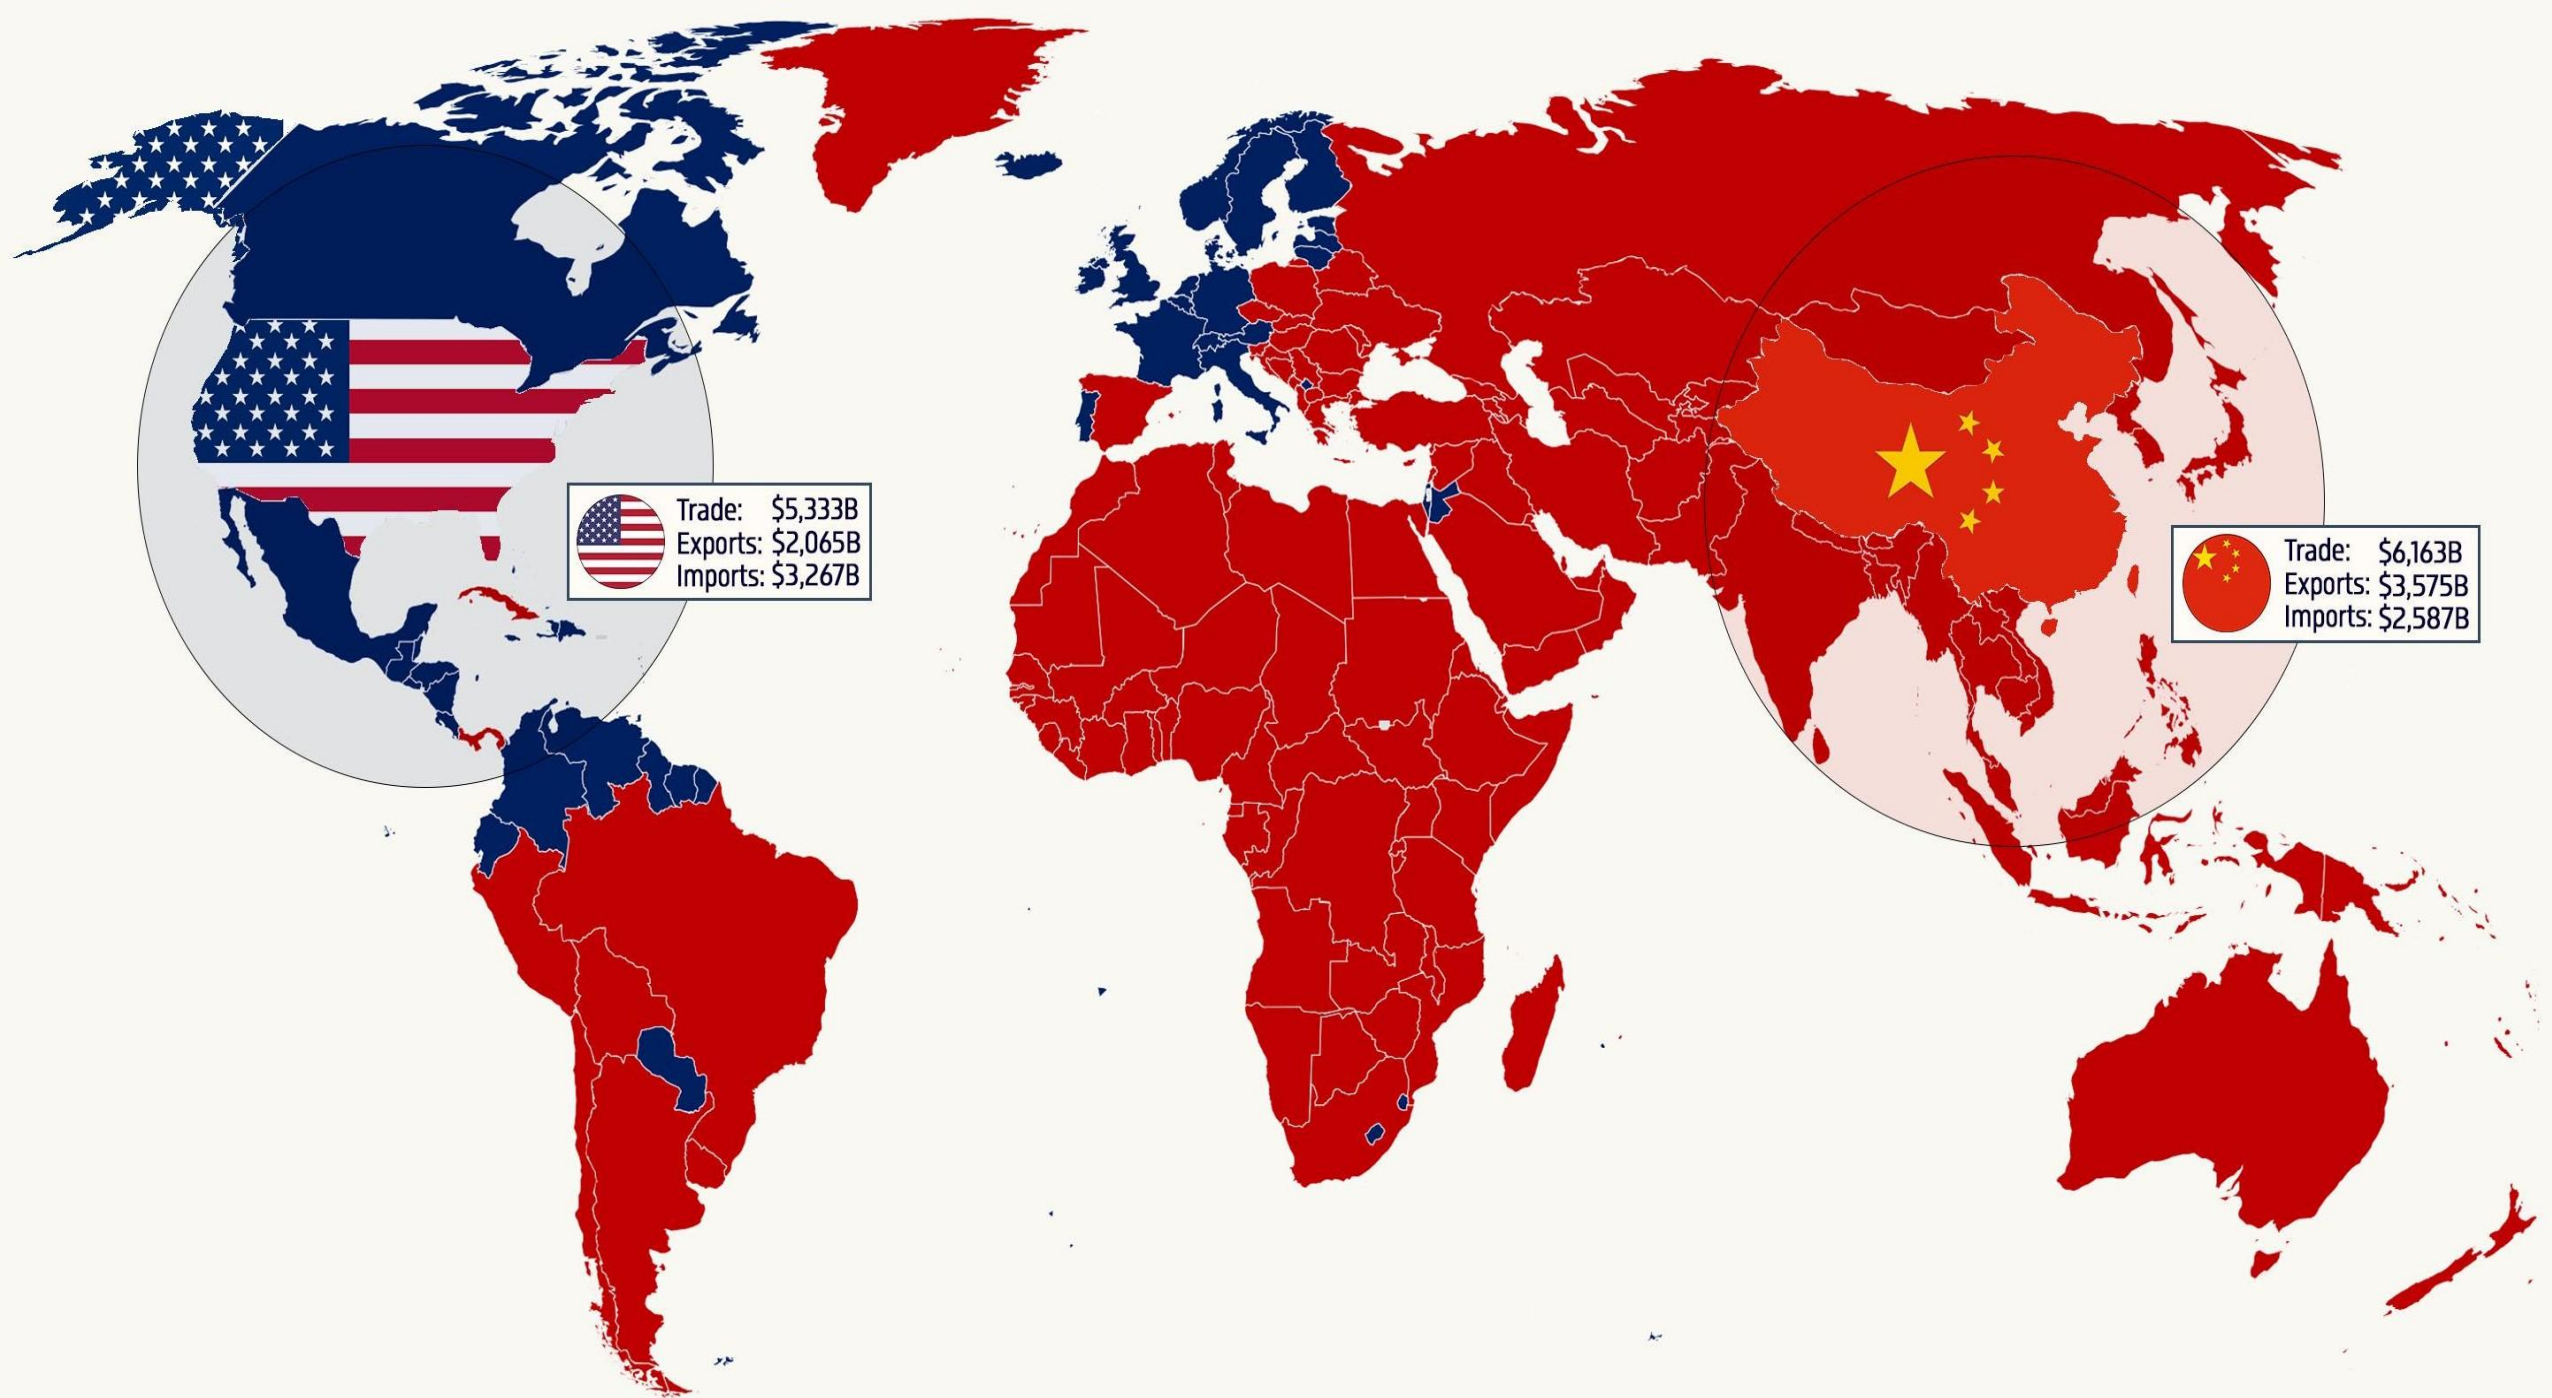 Trade: $5,333B
Exports: $2,065B
Imports: $3,267B
Trade: $6,163B
Exports: $3,575B
Imports: $2,587B